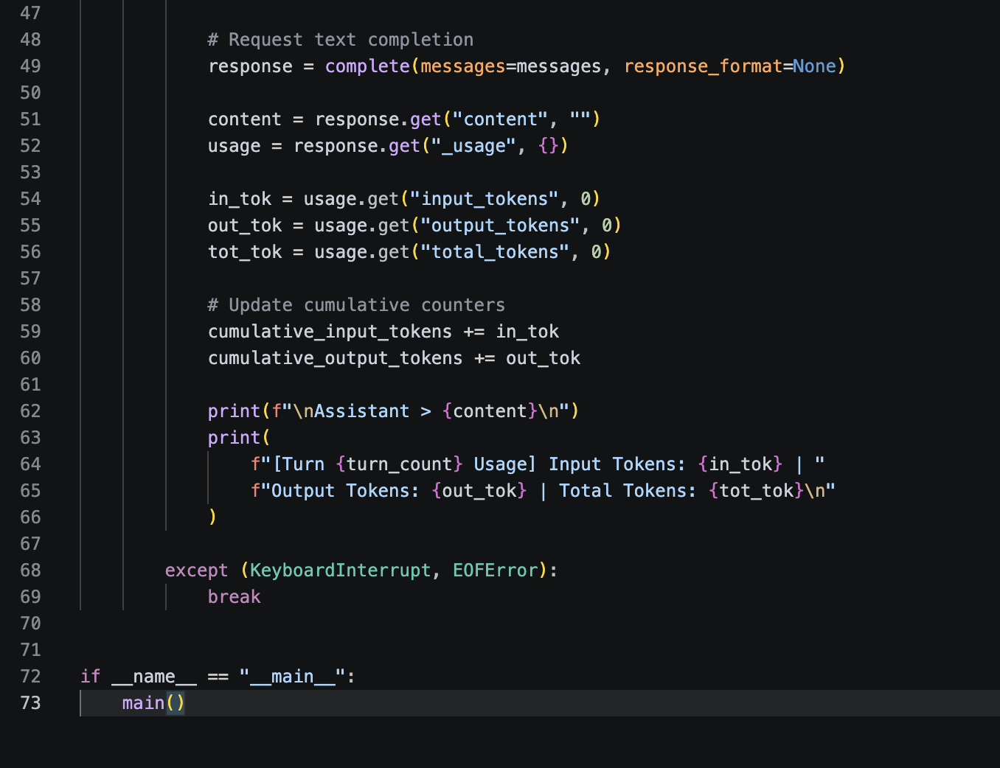 47
48 # Request text completion
49 response = complete(messages=messages, response_format=None)
50
51 content = response.get("content", "")
52 usage = response.get("_usage", {})
53
54 in_tok = usage.get("input_tokens", 0)
55 out_tok = usage.get("output_tokens", 0)
56 tot_tok = usage.get("total_tokens", 0)
57
58 # Update cumulative counters
59 cumulative_input_tokens += in_tok
60 cumulative_output_tokens += out_tok
61
62 print(f"\nAssistant > {content}\n")
63 print(
64 f"[Turn {turn_count} Usage] Input Tokens: {in_tok} | "
65 f"Output Tokens: {out_tok} | Total Tokens: {tot_tok}\n"
66 )
67
68 except (KeyboardInterrupt, EOFError):
69 break
70
71
72 if __name__ == "__main__":
73 main()